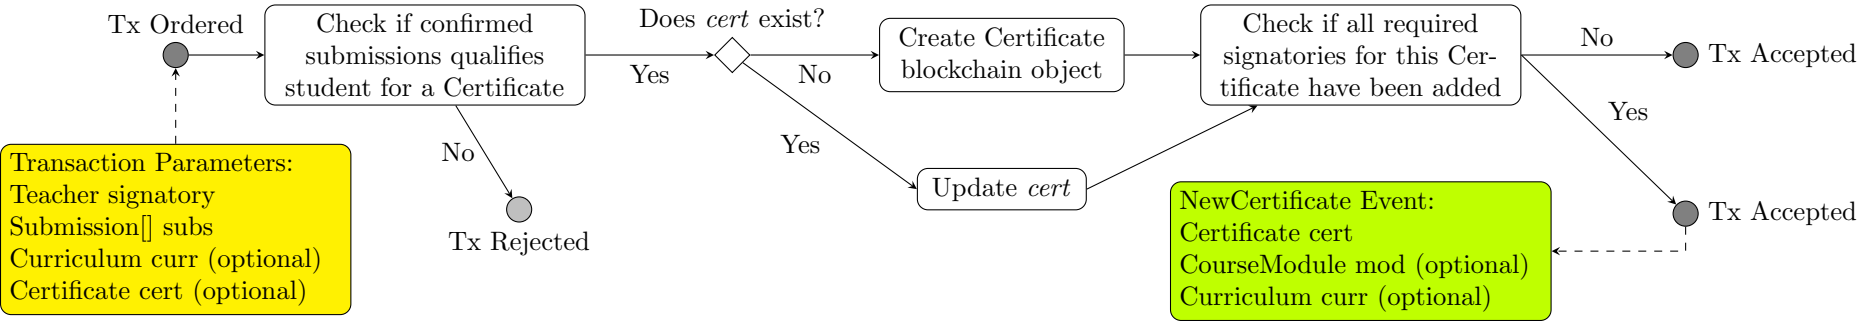 Tx Ordered
Check if confirmed
submissions qualifies
student for a Certificate
Yes
No
Tx Rejected
Transaction Parameters:
Teacher signatory
Submission[] subs
Curriculum curr (optional)
Certificate cert (optional)
Does cert exist?
No
Yes
Create Certificate
blockchain object
Update cert
Check if all required
signatories for this Cer-
tificate have been added
No
Tx Accepted
Yes
Tx Accepted
NewCertificate Event:
Certificate cert
CourseModule mod (optional)
Curriculum curr (optional)